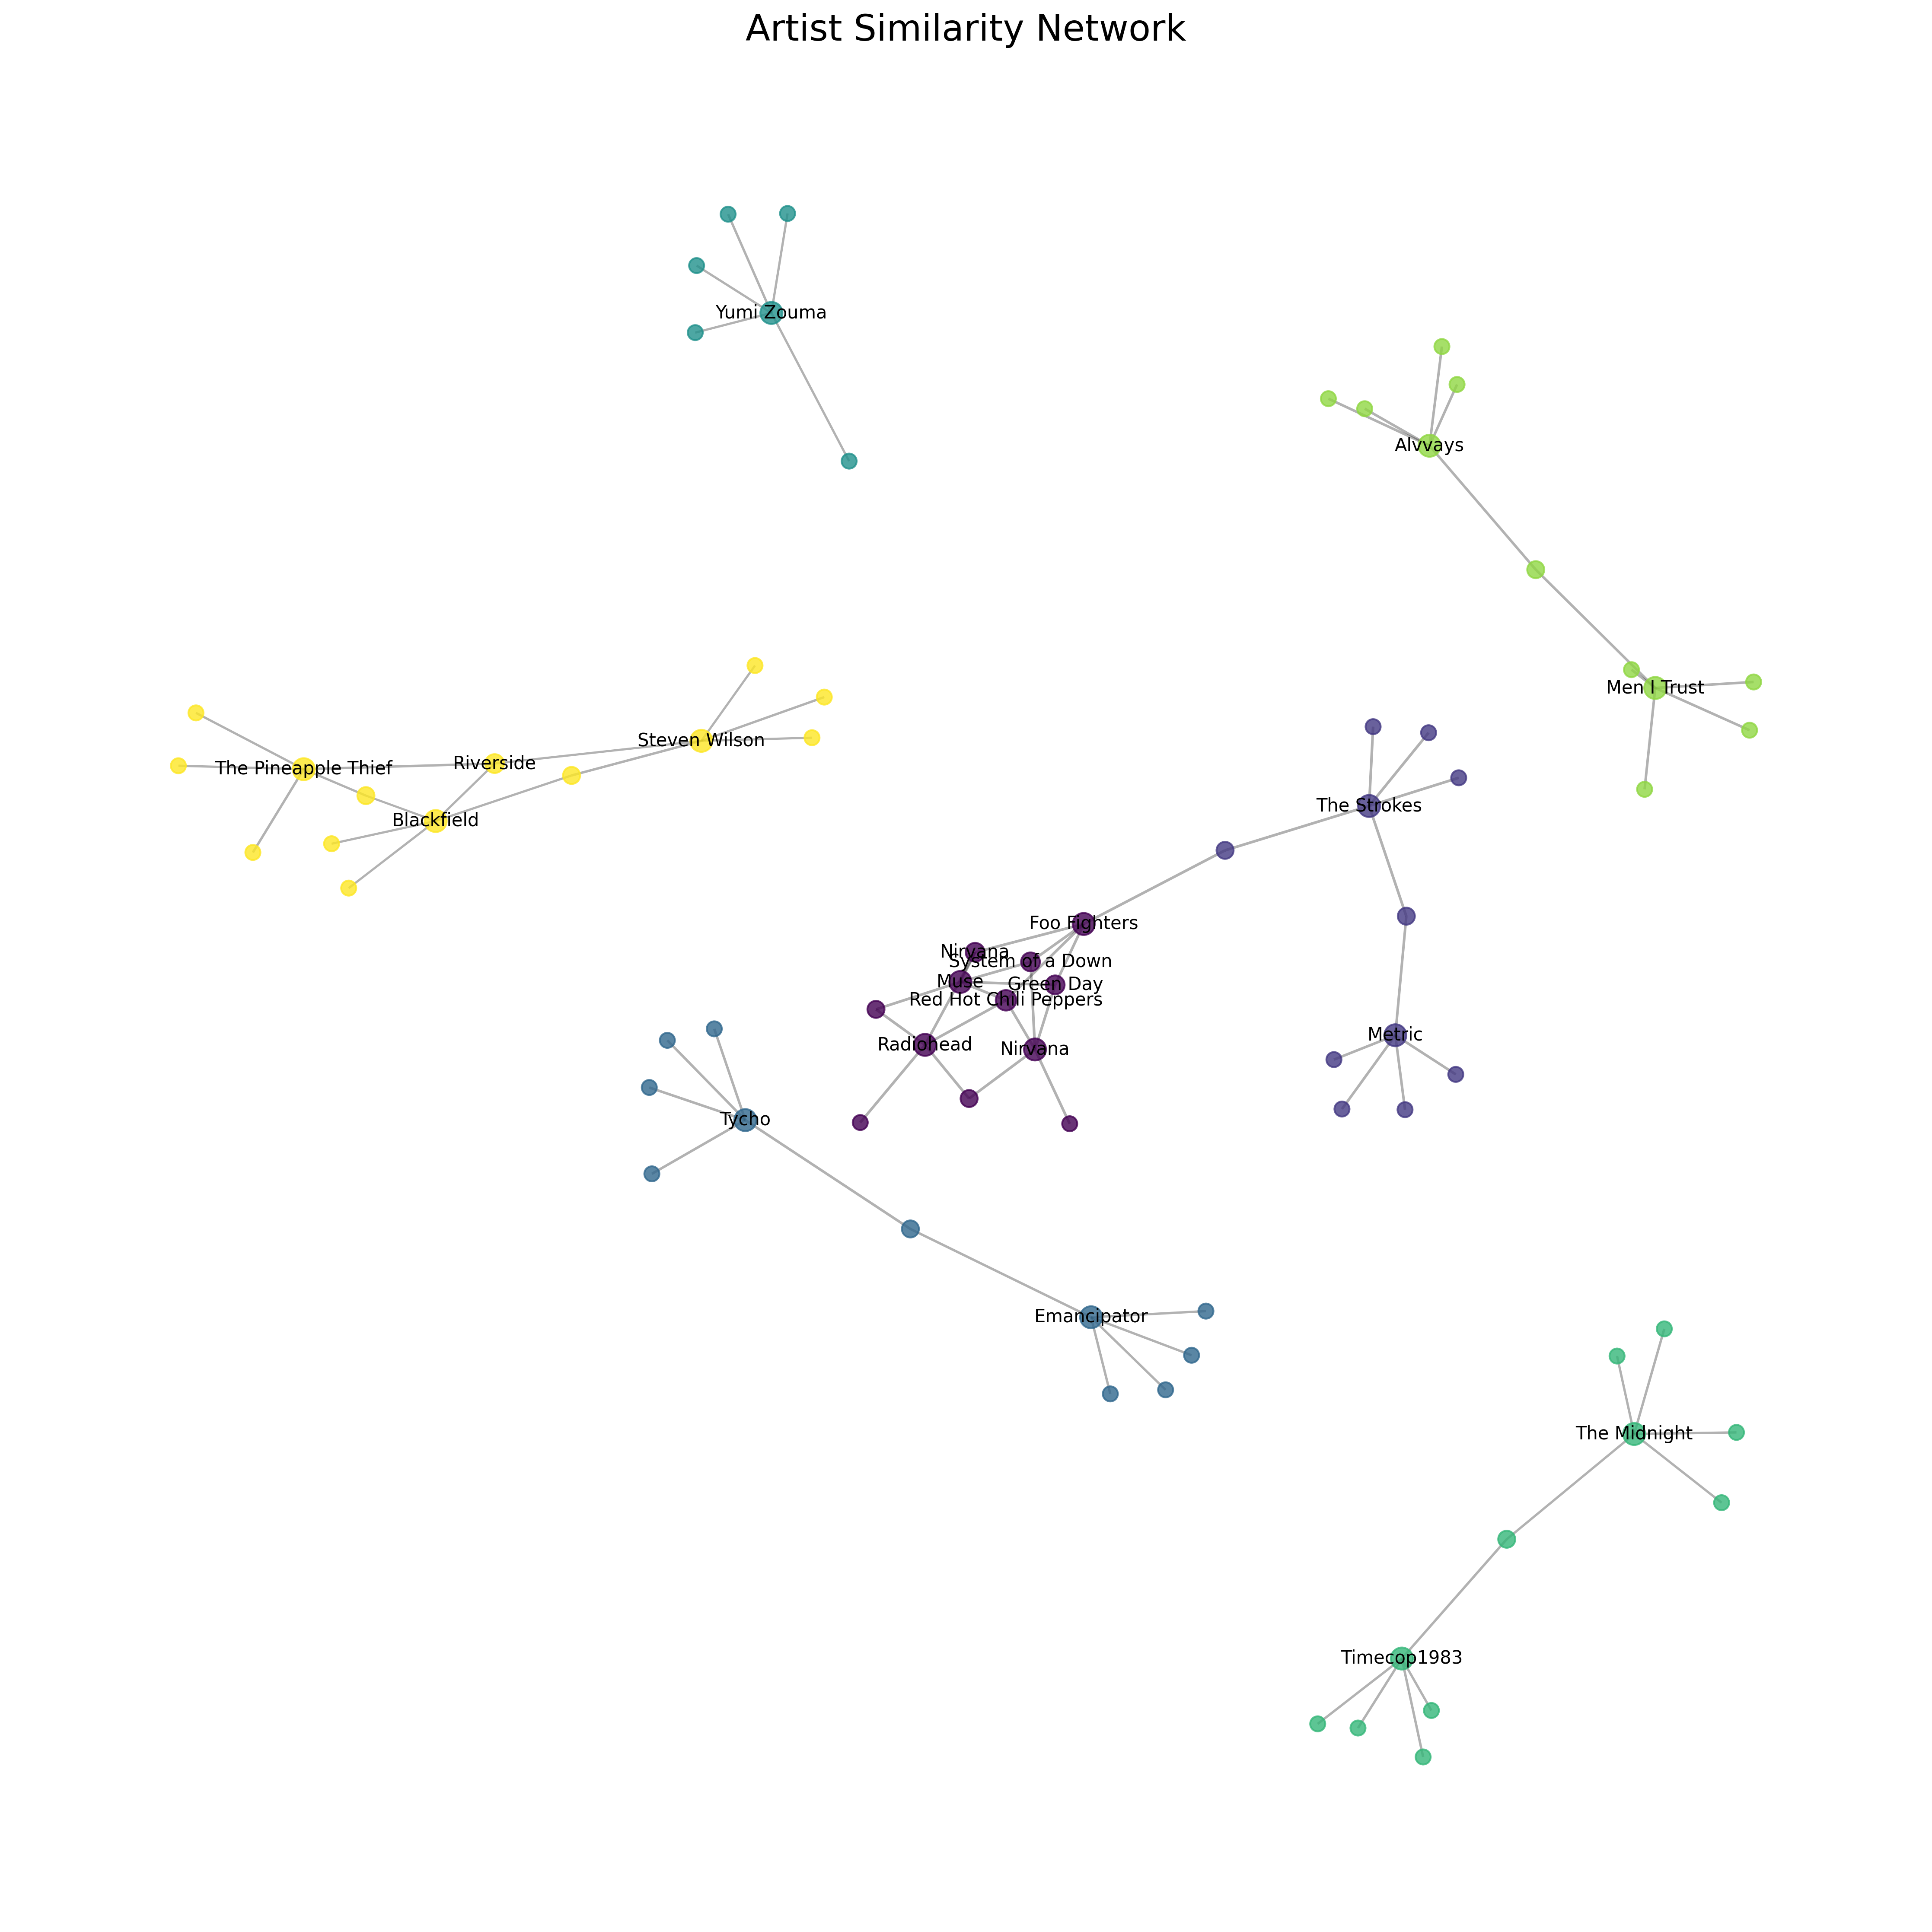 Artist Similarity Network
Yumi Zouma
Alvvays
Men I Trust
Steven Wilson
Riverside
The Pineapple Thief
The Strokes
Blackfield
Foo Fighters
Nirvana
System of a Down
Muse
Green Day
Red Hot Chili Peppers
Metric
Radiohead
Nirvana
Tycho
Emancipator
The Midnight
Timecop1983